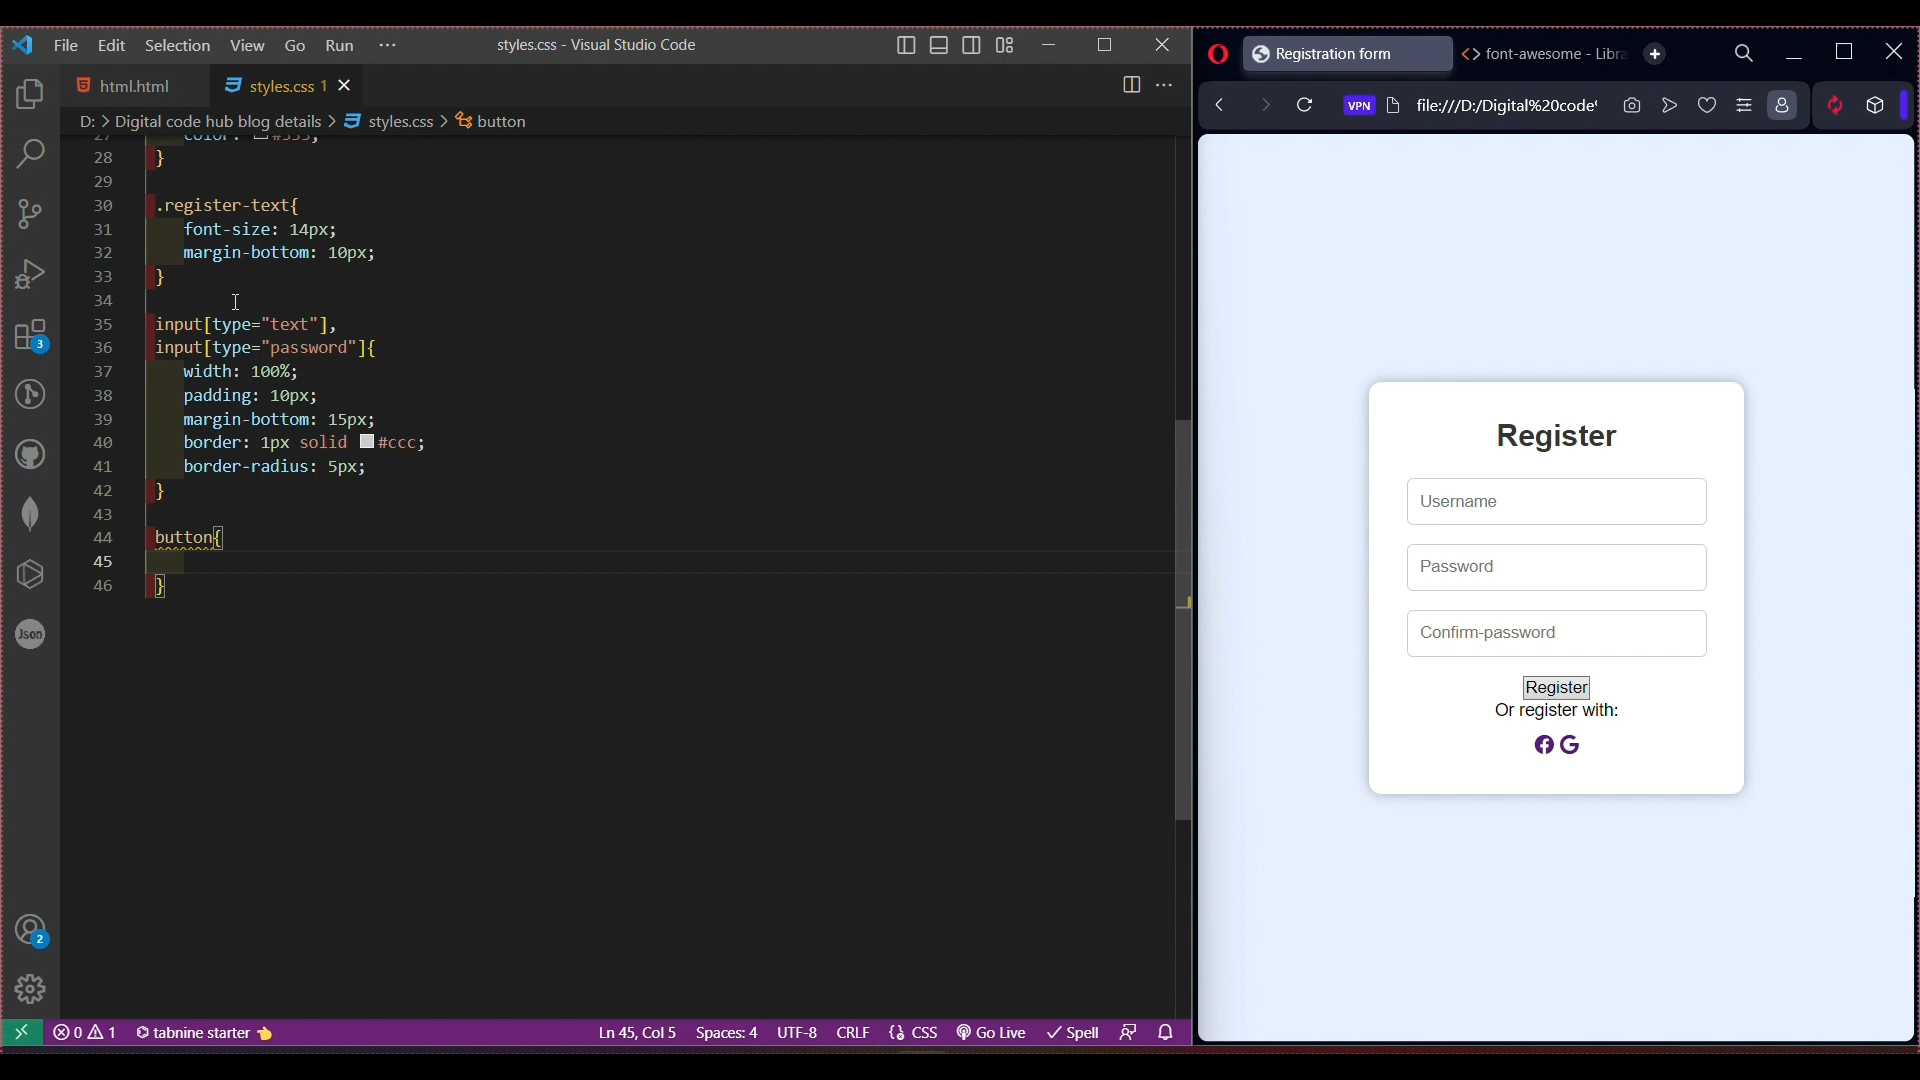 File Edit Selection View Go Run ···
styles.css - Visual Studio Code
html.html
styles.css 1
D: > Digital code hub blog details > styles.css > button
28 }
29
30 .register-text{
31 font-size: 14px;
32 margin-bottom: 10px;
33 }
34
35 input[type="text"],
36 input[type="password"]{
37 width: 100%;
38 padding: 10px;
39 margin-bottom: 15px;
40 border: 1px solid #ccc;
41 border-radius: 5px;
42 }
43
44 button{
45
46 }
3
Json
2
0 1 tabnine starter
Ln 45, Col 5 Spaces: 4 UTF-8 CRLF {} CSS Go Live Spell
Registration form
<> font-awesome - Libra
VPN file:///D:/Digital%20code
Register
Username
Password
Confirm-password
Register
Or register with: